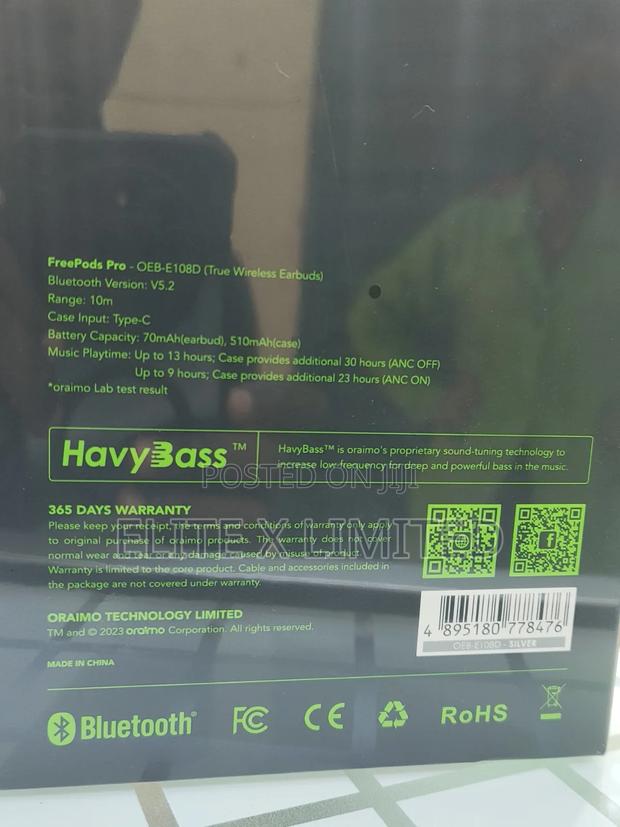 FreePods Pro - OEB-E108D (True Wireless Earbuds)
Bluetooth Version: V5.2
Range: 10m
Case Input: Type-C
Battery Capacity: 70mAh(earbud), 510mAh(case)
Music Playtime: Up to 13 hours; Case provides additional 30 hours (ANC OFF)
Up to 9 hours; Case provides additional 23 hours (ANC ON)
*oraimo Lab test result
HavyBass™
HavyBass™ is oraimo's proprietary sound-tuning technology to
increase low-frequency for deep and powerful bass in the music.
POSTED ON JIJI
365 DAYS WARRANTY
Please keep your receipt, the terms and conditions of warranty only apply
to original purchase of oraimo products. The warranty does not cover
normal wear and tear or any damage caused by misuse of product.
Warranty is limited to the core product. Cable and accessories included in
the package are not covered under warranty.
ELITE X LIMITED
ORAIMO TECHNOLOGY LIMITED
TM and © 2023 oraimo Corporation. All rights reserved.
4 895180 778476
OEB-E108D - SILVER
MADE IN CHINA
Bluetooth®
FC
CE
RoHS